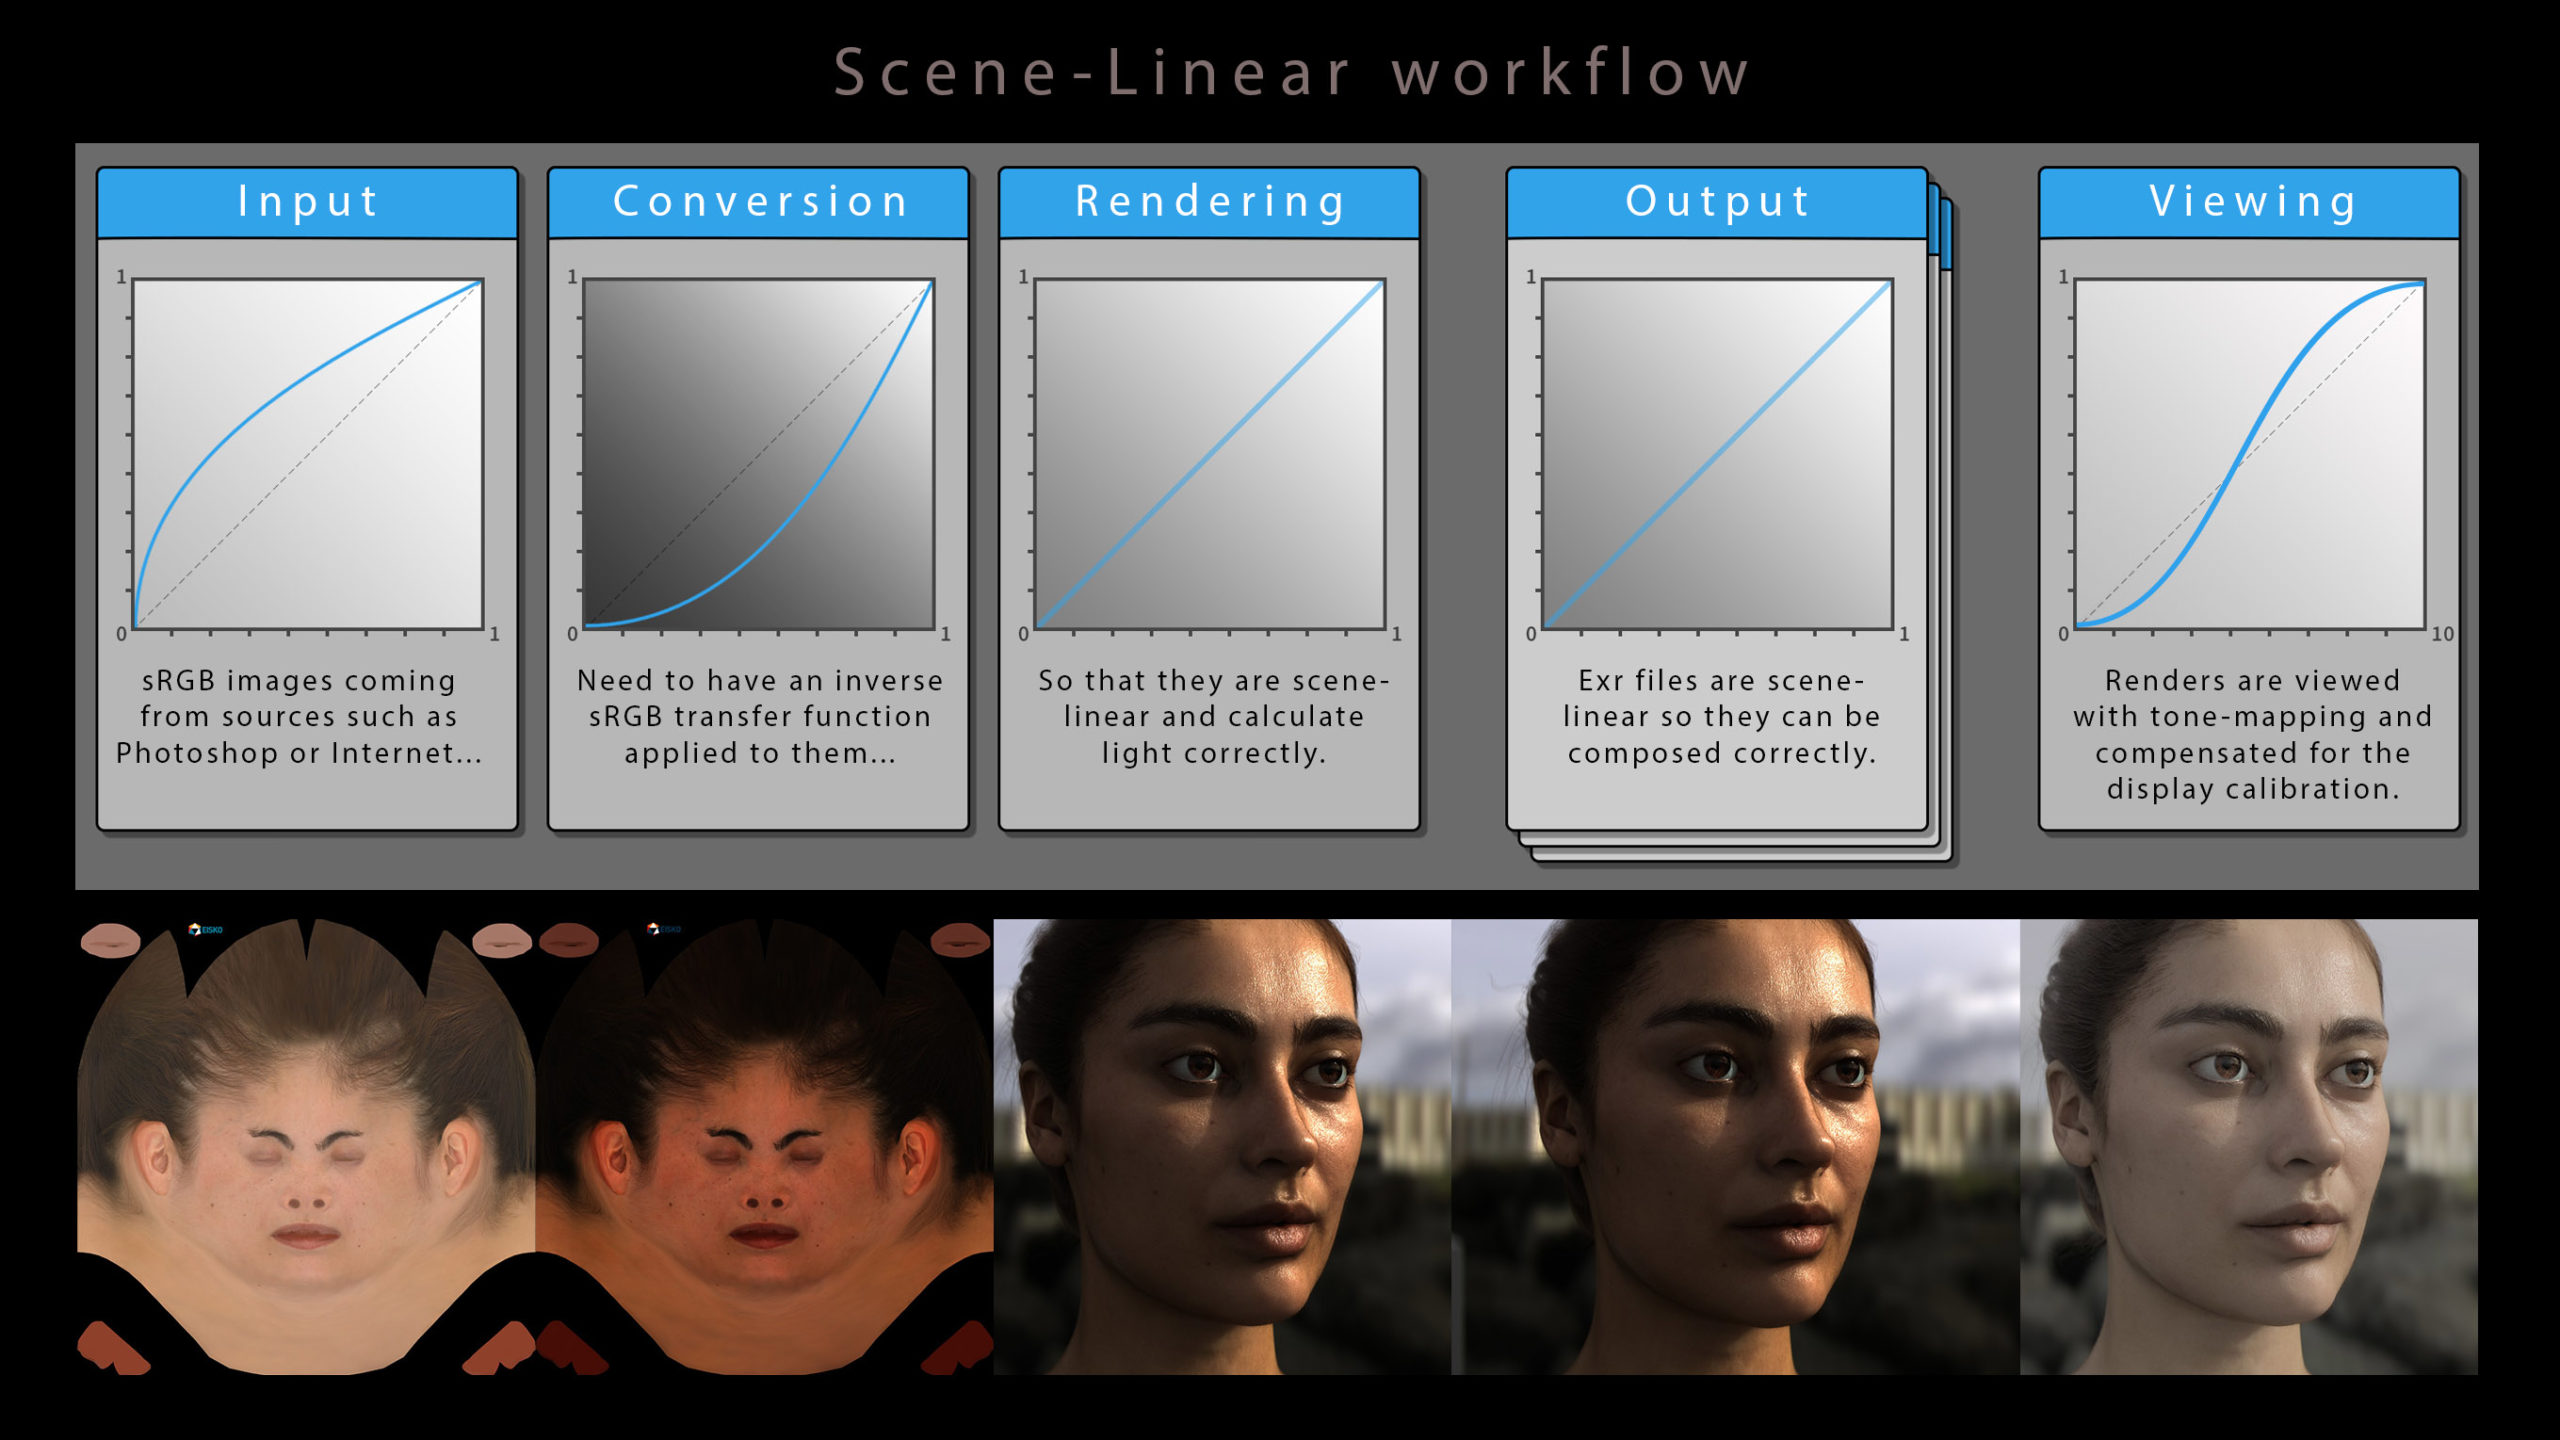 Scene-Linear workflow
Input
1
0
1
sRGB images coming
from sources such as
Photoshop or Internet...
Conversion
1
0
1
Need to have an inverse
sRGB transfer function
applied to them...
Rendering
1
0
1
So that they are scene-
linear and calculate
light correctly.
Output
1
0
1
Exr files are scene-
linear so they can be
composed correctly.
Viewing
1
0
10
Renders are viewed
with tone-mapping and
compensated for the
display calibration.
EISKO
EISKO